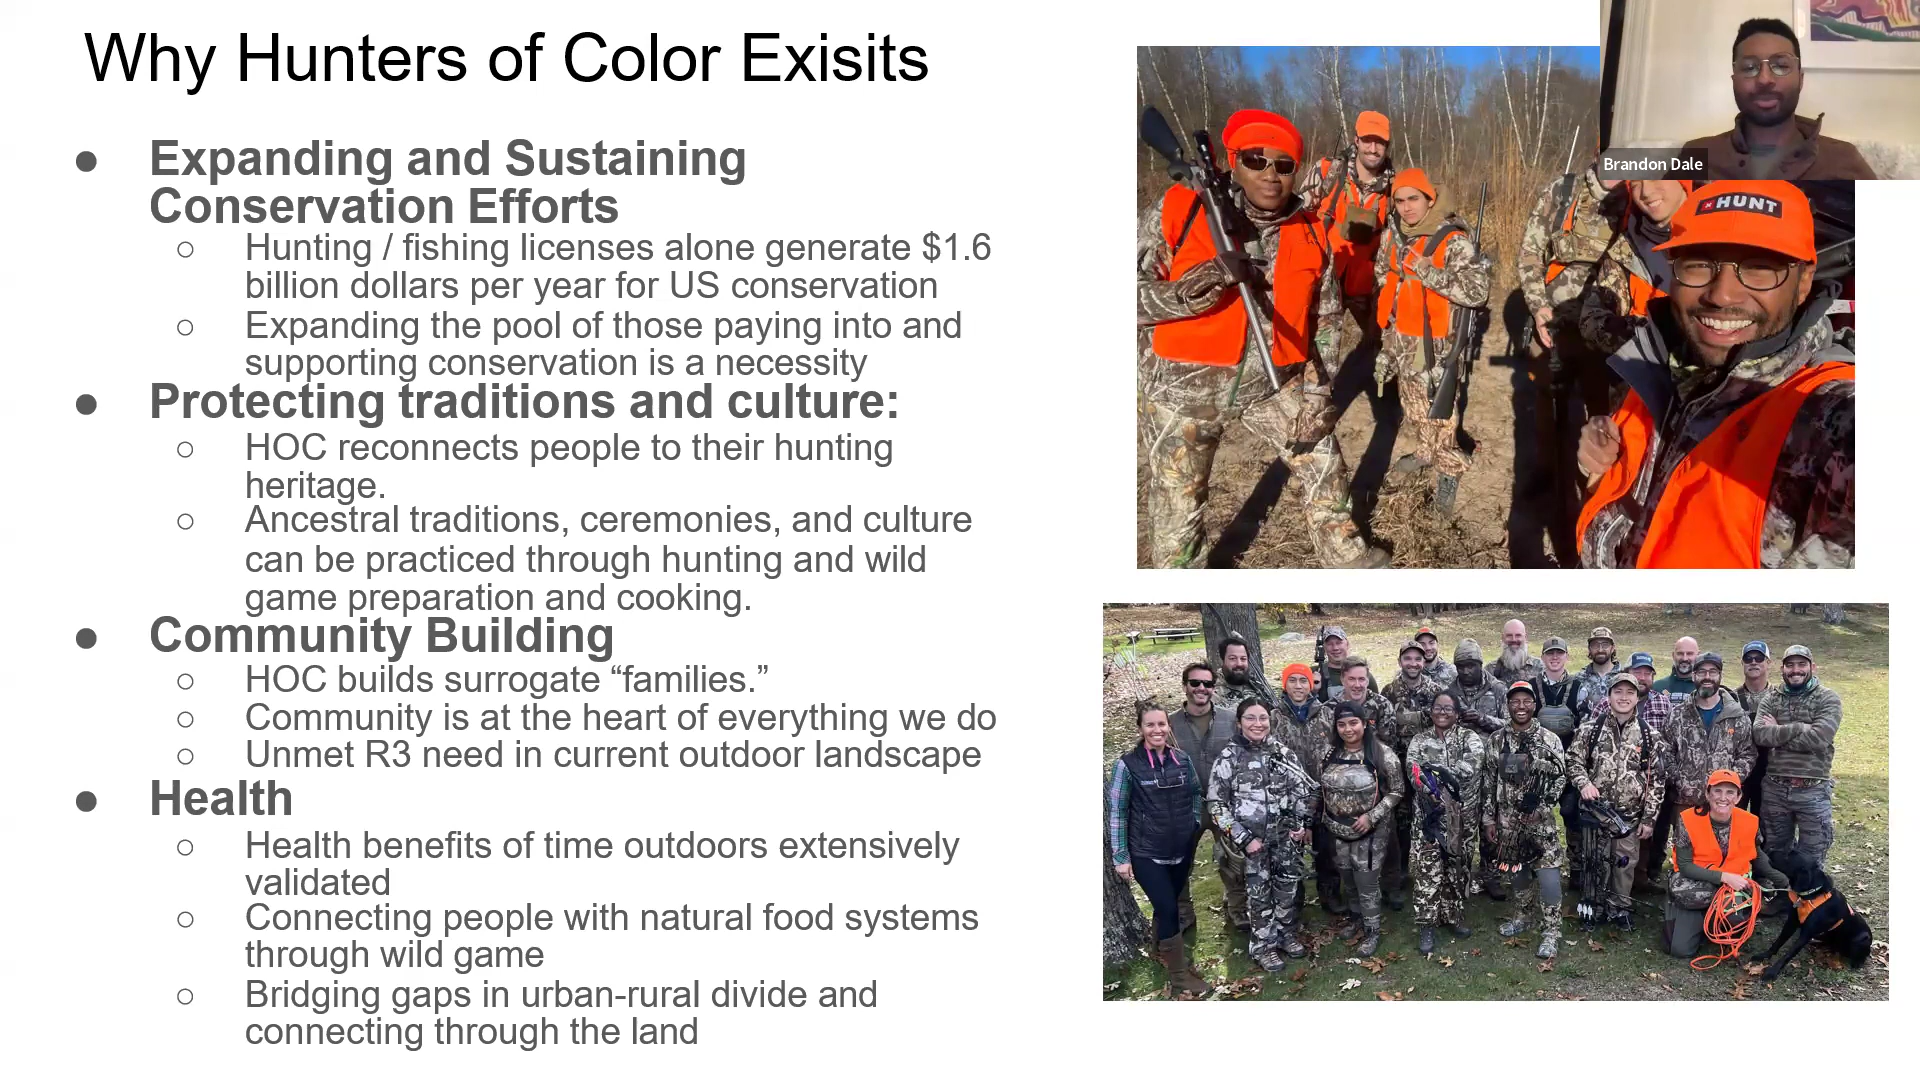 Why Hunters of Color Exisits
● Expanding and Sustaining
Conservation Efforts
○ Hunting / fishing licenses alone generate $1.6
billion dollars per year for US conservation
○ Expanding the pool of those paying into and
supporting conservation is a necessity
● Protecting traditions and culture:
○ HOC reconnects people to their hunting
heritage.
○ Ancestral traditions, ceremonies, and culture
can be practiced through hunting and wild
game preparation and cooking.
● Community Building
○ HOC builds surrogate “families.”
○ Community is at the heart of everything we do
○ Unmet R3 need in current outdoor landscape
● Health
○ Health benefits of time outdoors extensively
validated
○ Connecting people with natural food systems
through wild game
○ Bridging gaps in urban-rural divide and
connecting through the land
Brandon Dale
HUNT